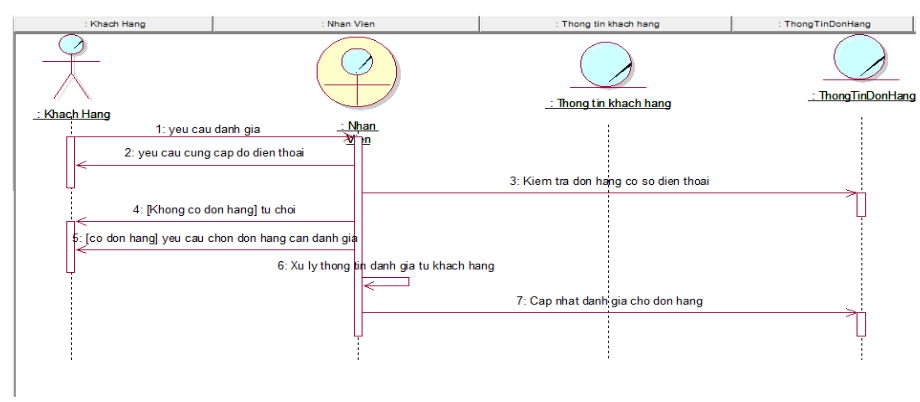 : Khach Hang
: Nhan Vien
: Thong tin khach hang
: ThongTinDonHang
: Khach Hang
: Nhan
Vien
: Thong tin khach hang
: ThongTinDonHang
1: yeu cau danh gia
2: yeu cau cung cap do dien thoai
3: Kiem tra don hang co so dien thoai
4: [Khong co don hang] tu choi
5: [co don hang] yeu cau chon don hang can danh gia
6: Xu ly thong tin danh gia tu khach hang
7: Cap nhat danh gia cho don hang